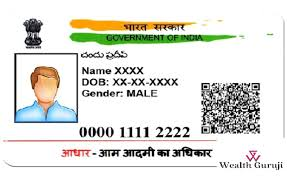 भारत सरकार
GOVERNMENT OF INDIA
చందు ప్రదీప్
Name XXXX
DOB: XX-XX-XXXX
Gender: MALE
0000 1111 2222
आधार - आम आदमी का अधिकार
Wealth Guruji